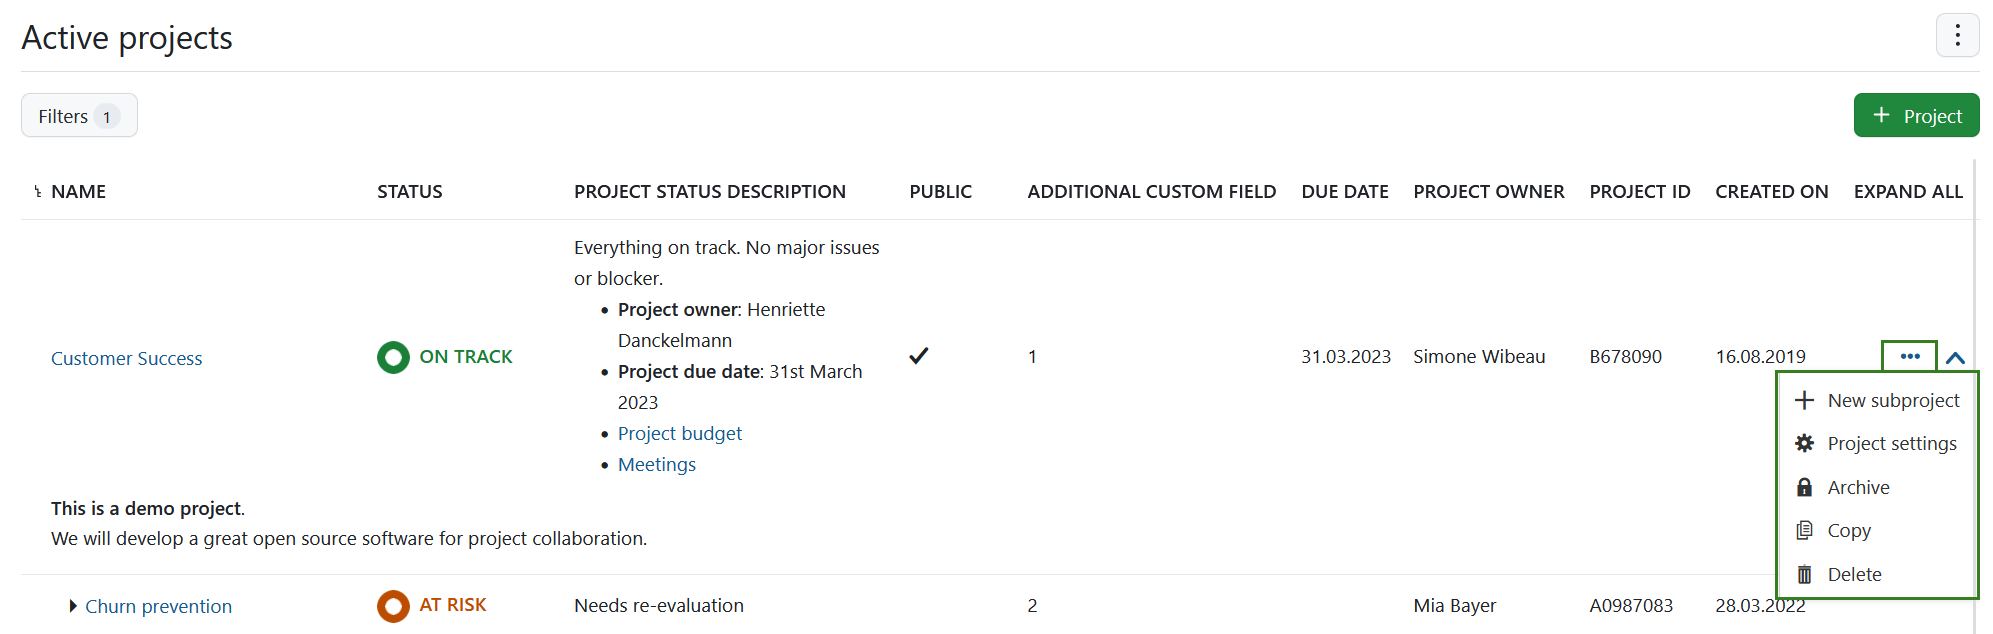 Active projects
Filters 1
+ Project
NAME STATUS PROJECT STATUS DESCRIPTION PUBLIC ADDITIONAL CUSTOM FIELD DUE DATE PROJECT OWNER PROJECT ID CREATED ON EXPAND ALL
Everything on track. No major issues
or blocker.
• Project owner: Henriette
Danckelmann
Customer Success ON TRACK 1 31.03.2023 Simone Wibeau B678090 16.08.2019
• Project due date: 31st March
2023
• Project budget
• Meetings
New subproject
Project settings
Archive
Copy
Delete
This is a demo project.
We will develop a great open source software for project collaboration.
Churn prevention AT RISK Needs re-evaluation 2 Mia Bayer A0987083 28.03.2022